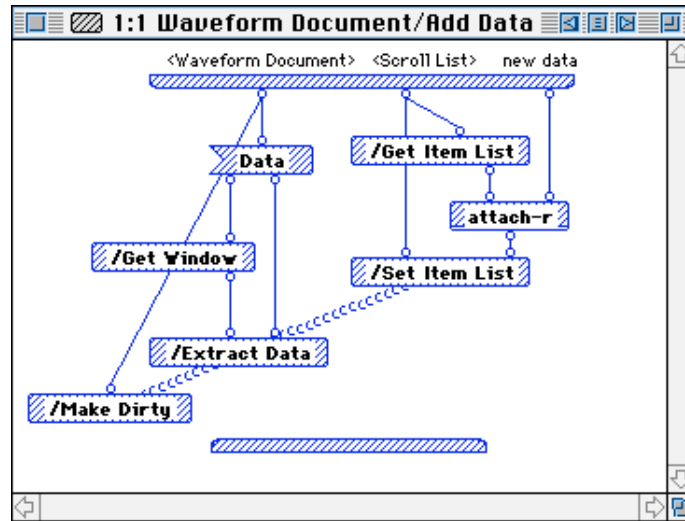 1:1 Waveform Document/Add Data
<Waveform Document> <Scroll List> new data
/Get Item List
Data
attach-r
/Get Window
/Set Item List
/Extract Data
/Make Dirty